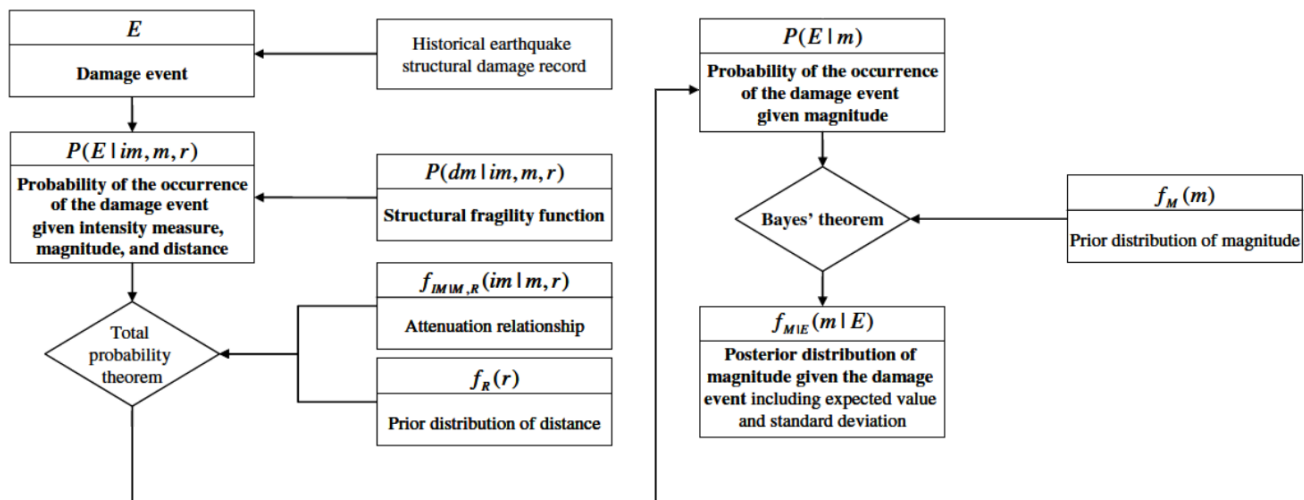 E
Damage event
Historical earthquake
structural damage record
P(E | im, m, r)
Probability of the occurrence
of the damage event
given intensity measure,
magnitude, and distance
P(dm | im, m, r)
Structural fragility function
f_{IM|M,R}(im | m, r)
Attenuation relationship
Total
probability
theorem
f_R(r)
Prior distribution of distance
P(E | m)
Probability of the occurrence
of the damage event
given magnitude
Bayes’ theorem
f_M(m)
Prior distribution of magnitude
f_{M|E}(m | E)
Posterior distribution of
magnitude given the damage
event including expected value
and standard deviation